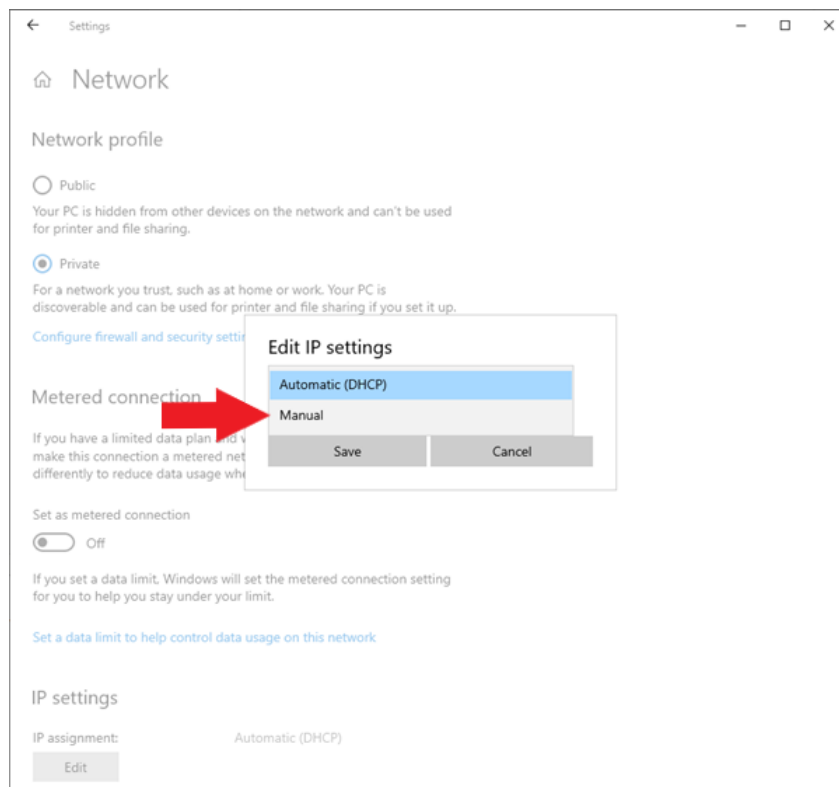 Settings
Network
Network profile
Public
Your PC is hidden from other devices on the network and can't be used
for printer and file sharing.
Private
For a network you trust, such as at home or work. Your PC is
discoverable and can be used for printer and file sharing if you set it up.
Configure firewall and security
Edit IP settings
Automatic (DHCP)
Manual
Save
Cancel
Metered connection
If you have a limited data plan and
make this connection a metered
differently to reduce data usage
Set as metered connection
Off
If you set a data limit, Windows will set the metered connection setting
for you to help you stay under your limit.
Set a data limit to help control data usage on this network
IP settings
IP assignment:
Automatic (DHCP)
Edit